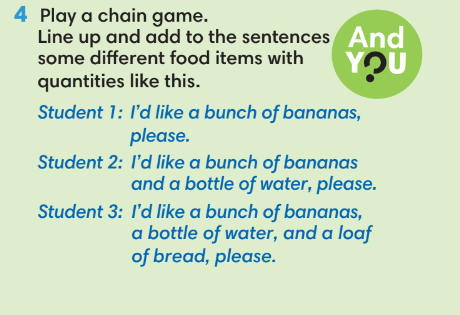 4 Play a chain game.
Line up and add to the sentences
some different food items with
quantities like this.
And
YOU
Student 1: I'd like a bunch of bananas,
please.
Student 2: I'd like a bunch of bananas
and a bottle of water, please.
Student 3: I'd like a bunch of bananas,
a bottle of water, and a loaf
of bread, please.